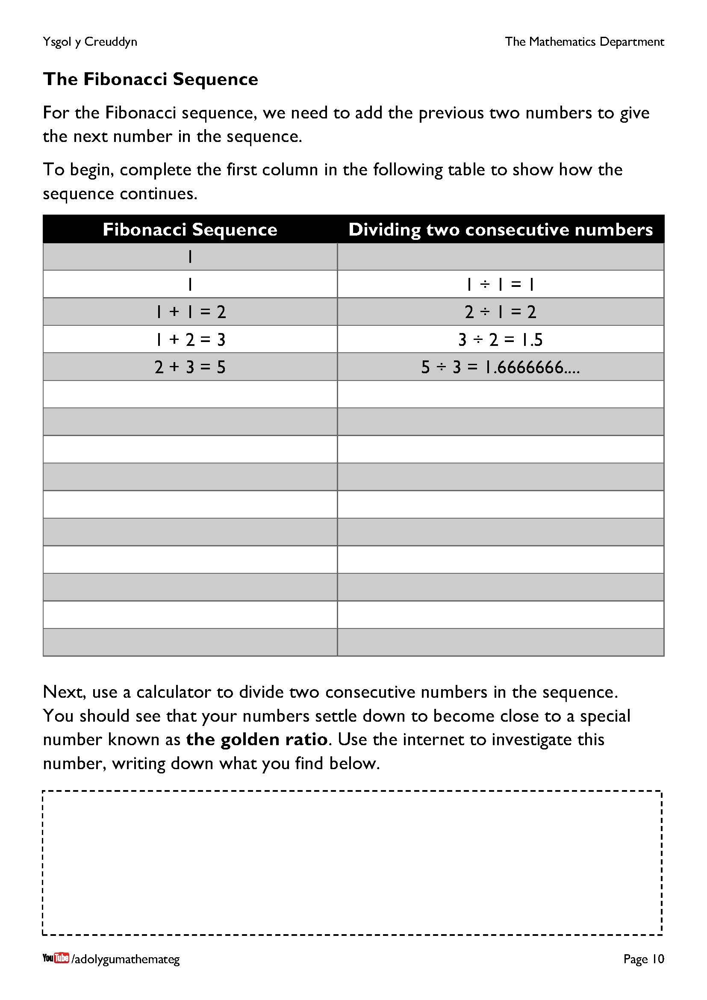 Ysgol y Creuddyn The Mathematics Department
The Fibonacci Sequence
For the Fibonacci sequence, we need to add the previous two numbers to give
the next number in the sequence.
To begin, complete the first column in the following table to show how the
sequence continues.
Fibonacci Sequence Dividing two consecutive numbers
1
1 1 ÷ 1 = 1
1 + 1 = 2 2 ÷ 1 = 2
1 + 2 = 3 3 ÷ 2 = 1.5
2 + 3 = 5 5 ÷ 3 = 1.6666666....
Next, use a calculator to divide two consecutive numbers in the sequence.
You should see that your numbers settle down to become close to a special
number known as the golden ratio. Use the internet to investigate this
number, writing down what you find below.
YouTube /adolygumathemateg Page 10